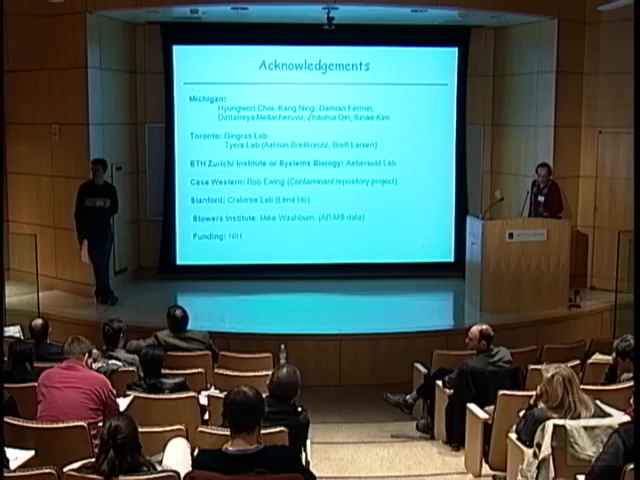 Acknowledgements
Michigan:
Hyungwon Choi, Kang Ning, Damian Fermin,
Dattatreya Mellacheruvu, Zhaohui Qin, Sinae Kim
Toronto: Gingras Lab
Tyers Lab (Ashton Breitkreutz, Brett Larsen)
ETH Zurich/ Institute or Systems Biology: Aebersold Lab
Case Western: Rob Ewing (Contaminant repository project)
Stanford: Crabtree Lab (Lena Ho)
Stowers Institute: Mike Washburn (AP/MS data)
Funding: NIH